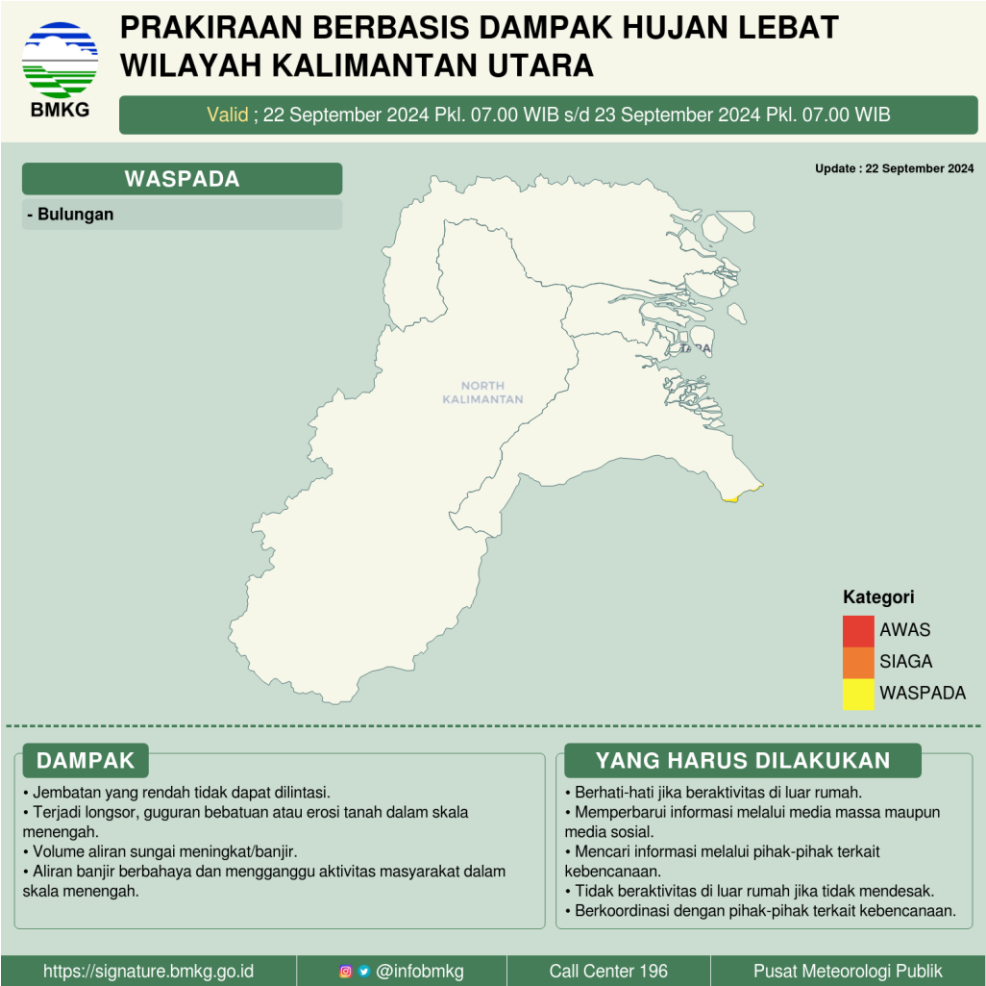 PRAKIRAAN BERBASIS DAMPAK HUJAN LEBAT
WILAYAH KALIMANTAN UTARA
BMKG
Valid ; 22 September 2024 Pkl. 07.00 WIB s/d 23 September 2024 Pkl. 07.00 WIB
WASPADA
- Bulungan
Update : 22 September 2024
NORTH
KALIMANTAN
Kategori
AWAS
SIAGA
WASPADA
DAMPAK
• Jembatan yang rendah tidak dapat dilintasi.
• Terjadi longsor, guguran bebatuan atau erosi tanah dalam skala
menengah.
• Volume aliran sungai meningkat/banjir.
• Aliran banjir berbahaya dan mengganggu aktivitas masyarakat dalam
skala menengah.
YANG HARUS DILAKUKAN
• Berhati-hati jika beraktivitas di luar rumah.
• Memperbarui informasi melalui media massa maupun
media sosial.
• Mencari informasi melalui pihak-pihak terkait
kebencanaan.
• Tidak beraktivitas di luar rumah jika tidak mendesak.
• Berkoordinasi dengan pihak-pihak terkait kebencanaan.
https://signature.bmkg.go.id
@infobmkg
Call Center 196
Pusat Meteorologi Publik